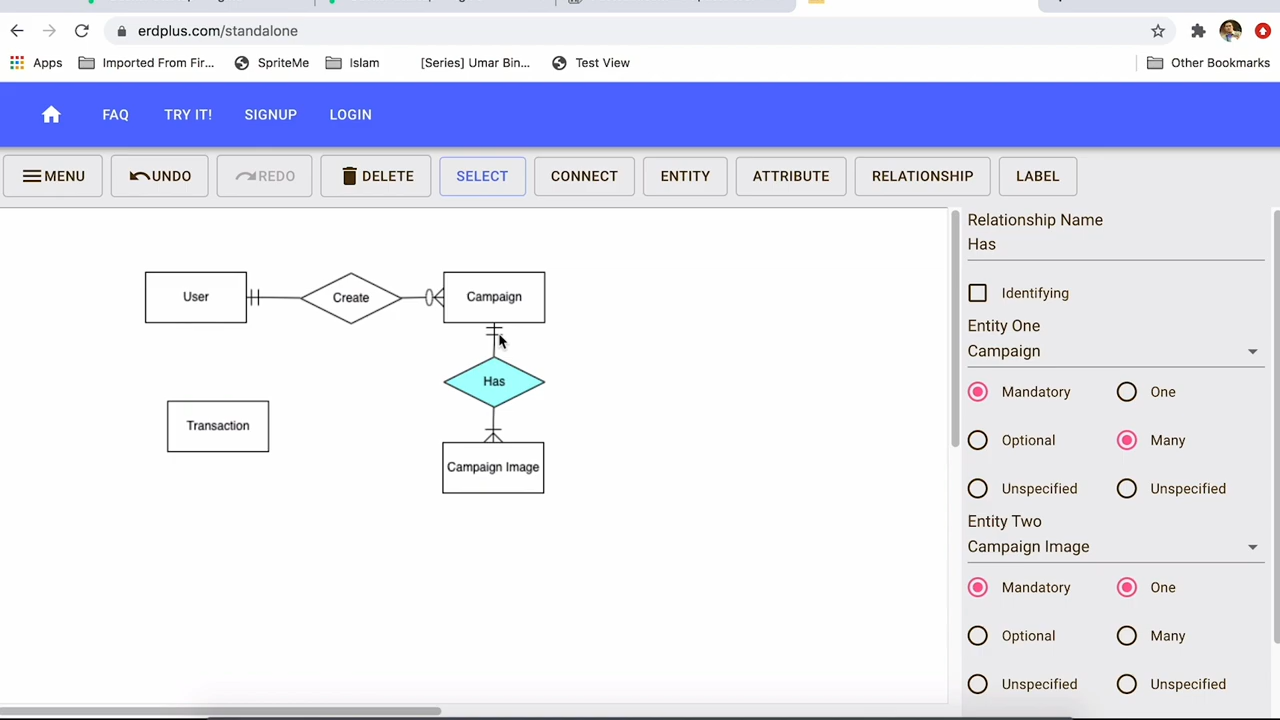 erdplus.com/standalone
Apps Imported From Fir... SpriteMe Islam [Series] Umar Bin... Test View Other Bookmarks
FAQ TRY IT! SIGNUP LOGIN
MENU UNDO REDO DELETE SELECT CONNECT ENTITY ATTRIBUTE RELATIONSHIP LABEL
User Create Campaign
Has
Transaction
Campaign Image
Relationship Name
Has
Identifying
Entity One
Campaign
Mandatory One
Optional Many
Unspecified Unspecified
Entity Two
Campaign Image
Mandatory One
Optional Many
Unspecified Unspecified